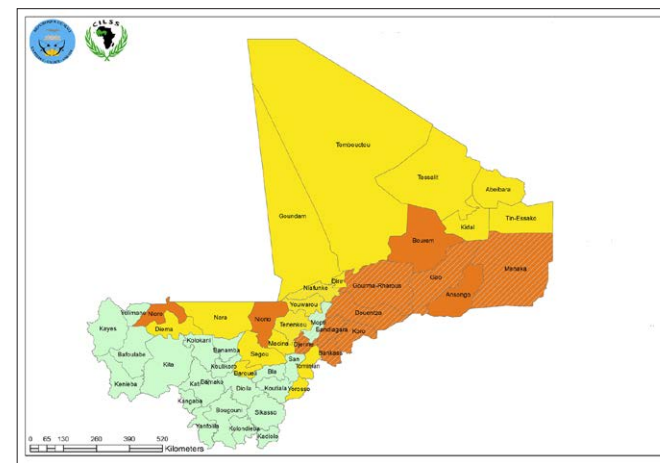 CILSS
Tombouctou
Tessalit
Abeibara
Goundam
Kidal
Tin-Essako
Bourem
Menaka
Gao
Diré
Niafunke
Gourma-Rharous
Ansongo
Yelimane
Nioro
Nara
Niono
Youwarou
Douentza
Kayes
Diema
Tenenkou
Mopti
Bandiagara
Koro
Kolokani
Macina
Djenne
Bankass
Bafoulabe
Kita
Banamba
Segou
San
Tominian
Koulikoro
Baroueli
Bla
Kenieba
Kati
Bamako
Dioila
Koutiala
Yorosso
Kangaba
Bougouni
Sikasso
Yanfolila
Kolondieba
Kadiolo
0 65 130 260 390 520
Kilometers